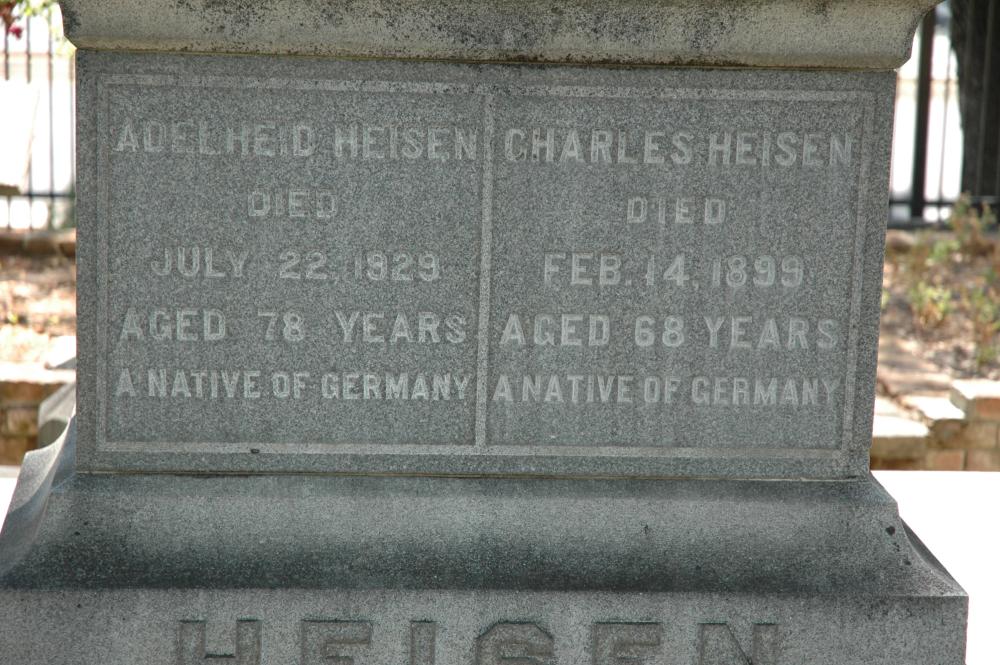 ADELHEID HEISEN
DIED
JULY 22, 1929
AGED 78 YEARS
A NATIVE OF GERMANY
CHARLES HEISEN
DIED
FEB. 14, 1899
AGED 68 YEARS
A NATIVE OF GERMANY
HEISEN